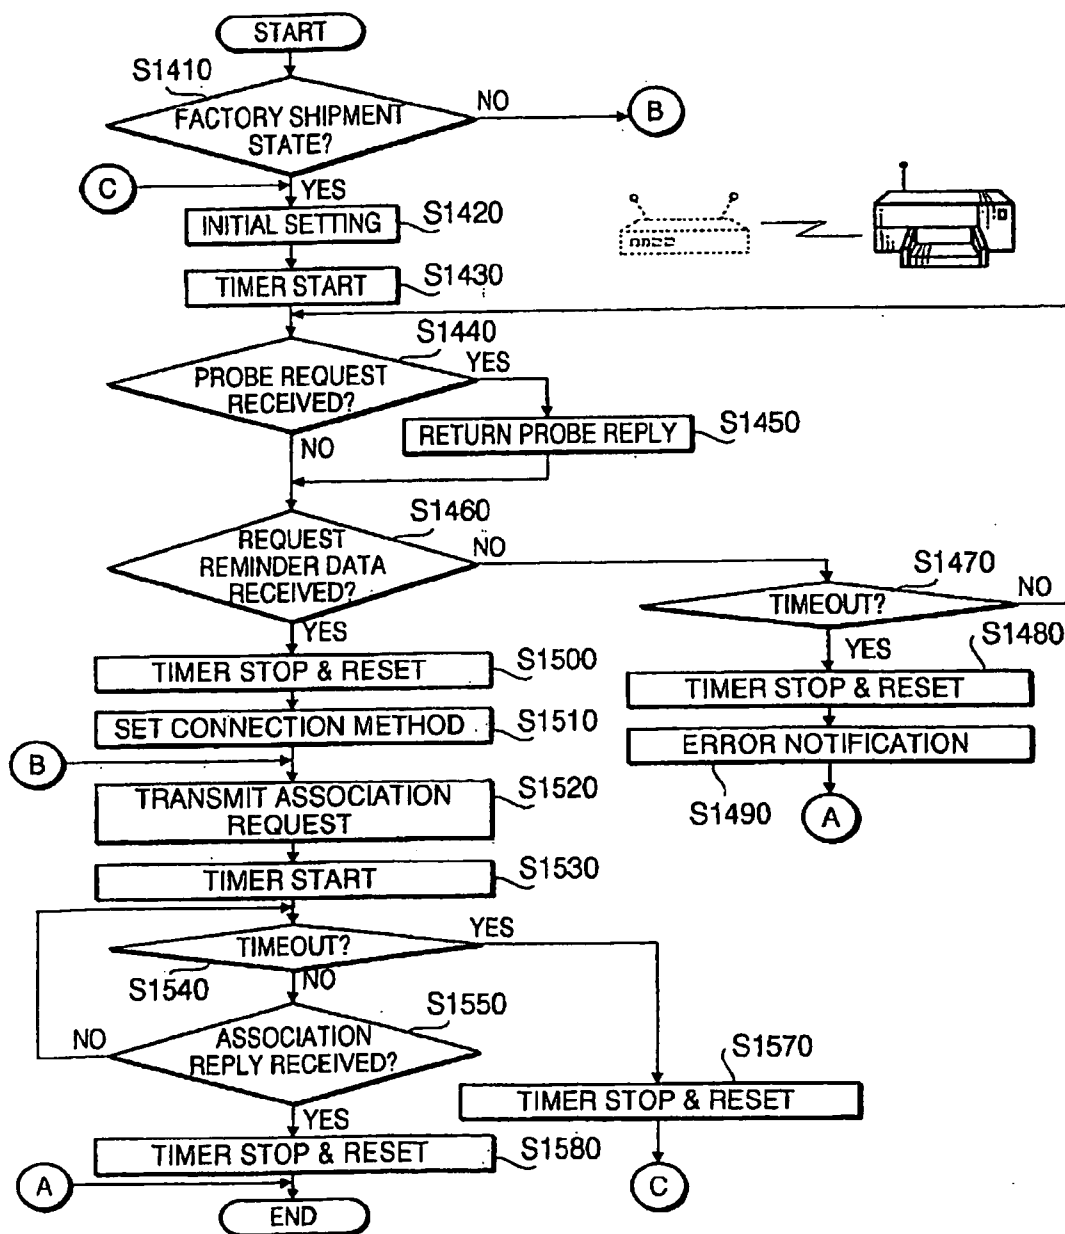 START
S1410
FACTORY SHIPMENT
STATE?
NO
B
C
YES
INITIAL SETTING
S1420
TIMER START
S1430
S1440
PROBE REQUEST
RECEIVED?
YES
NO
RETURN PROBE REPLY
S1450
S1460
REQUEST
REMINDER DATA
RECEIVED?
NO
YES
S1470
TIMEOUT?
NO
YES
S1480
TIMER STOP & RESET
ERROR NOTIFICATION
S1490
A
TIMER STOP & RESET
S1500
SET CONNECTION METHOD
S1510
B
TRANSMIT ASSOCIATION
REQUEST
S1520
TIMER START
S1530
TIMEOUT?
YES
S1540
NO
S1550
ASSOCIATION
REPLY RECEIVED?
NO
YES
S1570
TIMER STOP & RESET
C
TIMER STOP & RESET
S1580
A
END